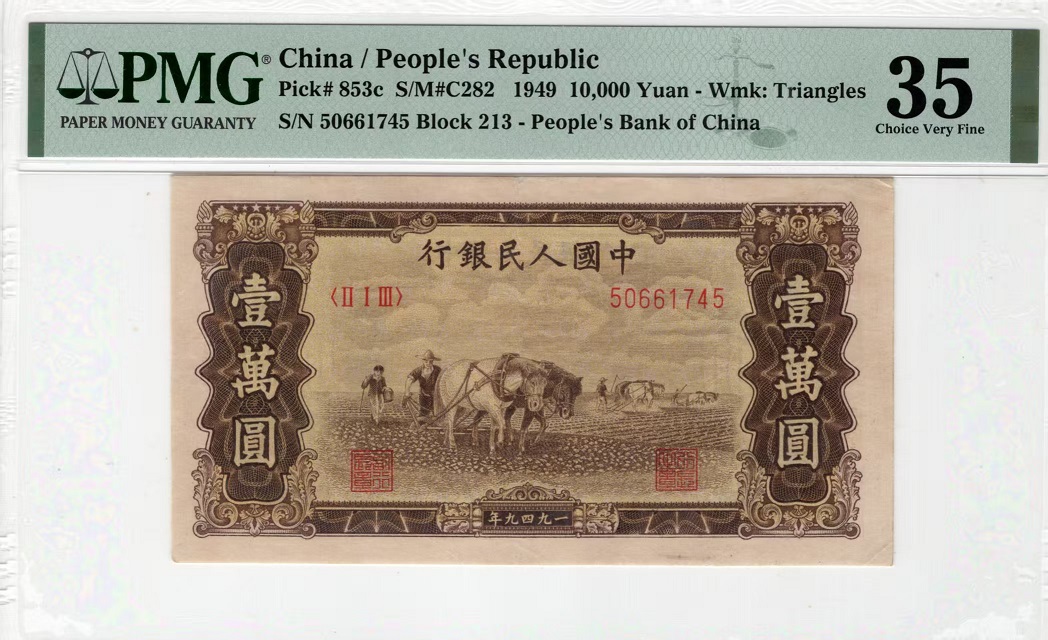 PMG®
PAPER MONEY GUARANTY
China / People's Republic
Pick# 853c S/M#C282 1949 10,000 Yuan - Wmk: Triangles
S/N 50661745 Block 213 - People's Bank of China
35
Choice Very Fine
行銀民人國中
〈II I III〉
50661745
壹萬圓
壹萬圓
年九四九一